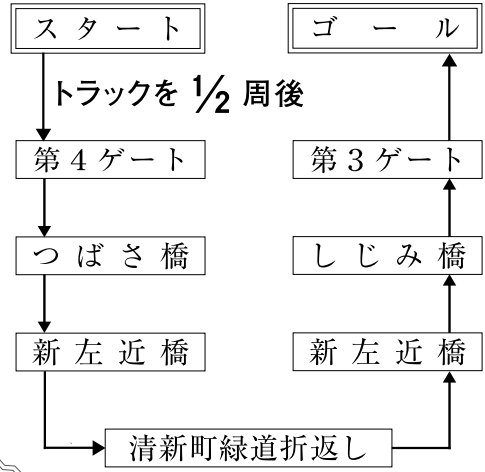 スタート
トラックを 1/2 周後
第4ゲート
つばさ橋
新左近橋
清新町緑道折返し
新左近橋
しじみ橋
第3ゲート
ゴール